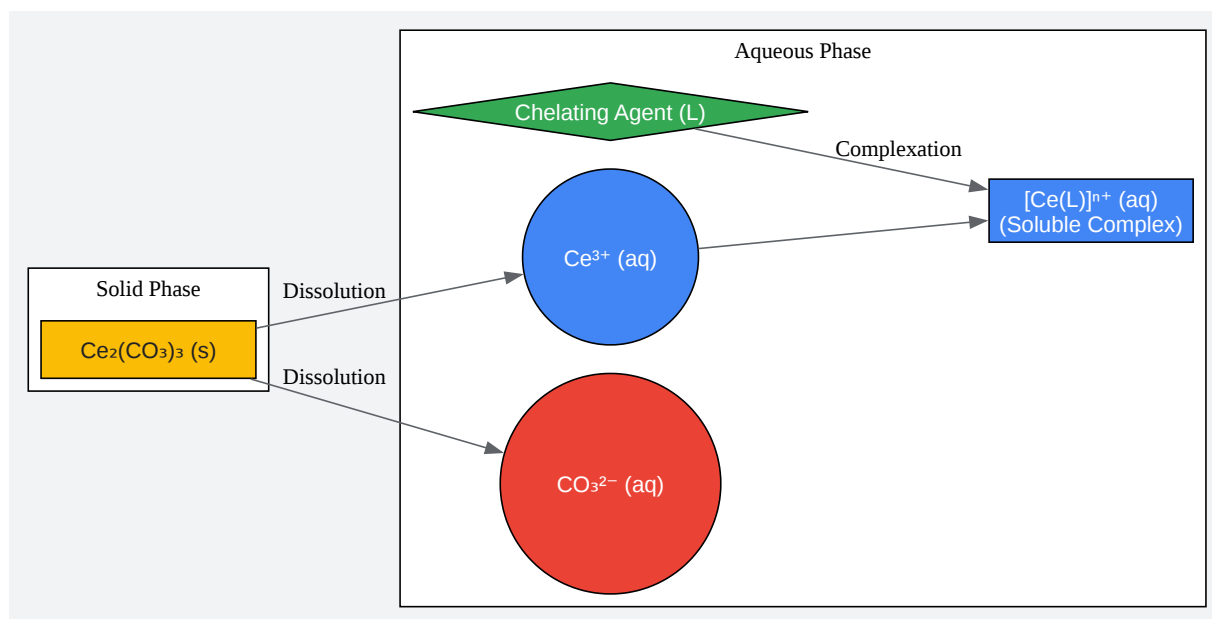 Aqueous Phase
Chelating Agent (L)
Complexation
[Ce(L)]ⁿ⁺ (aq)
(Soluble Complex)
Ce³⁺ (aq)
Solid Phase
Dissolution
Ce₂(CO₃)₃ (s)
Dissolution
CO₃²⁻ (aq)